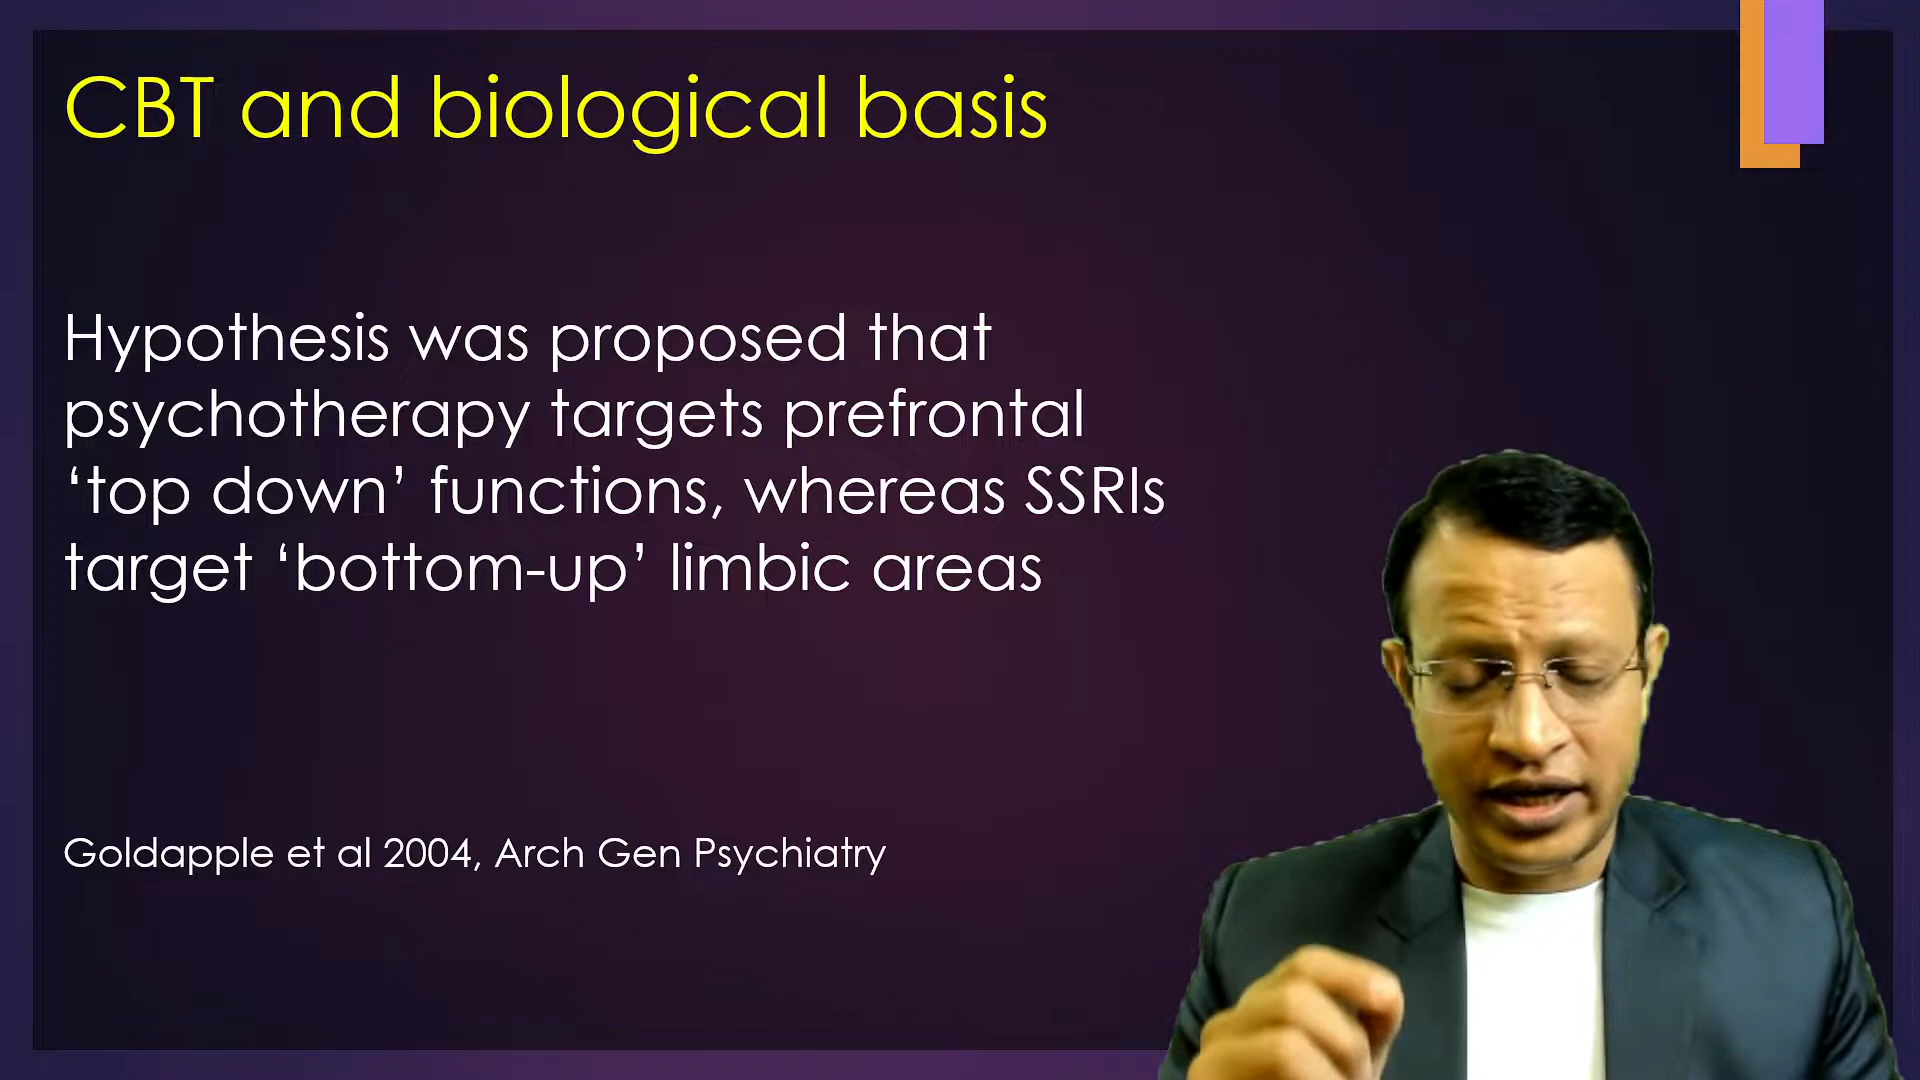 CBT and biological basis
Hypothesis was proposed that
psychotherapy targets prefrontal
‘top down’ functions, whereas SSRIs
target ‘bottom-up’ limbic areas
Goldapple et al 2004, Arch Gen Psychiatry